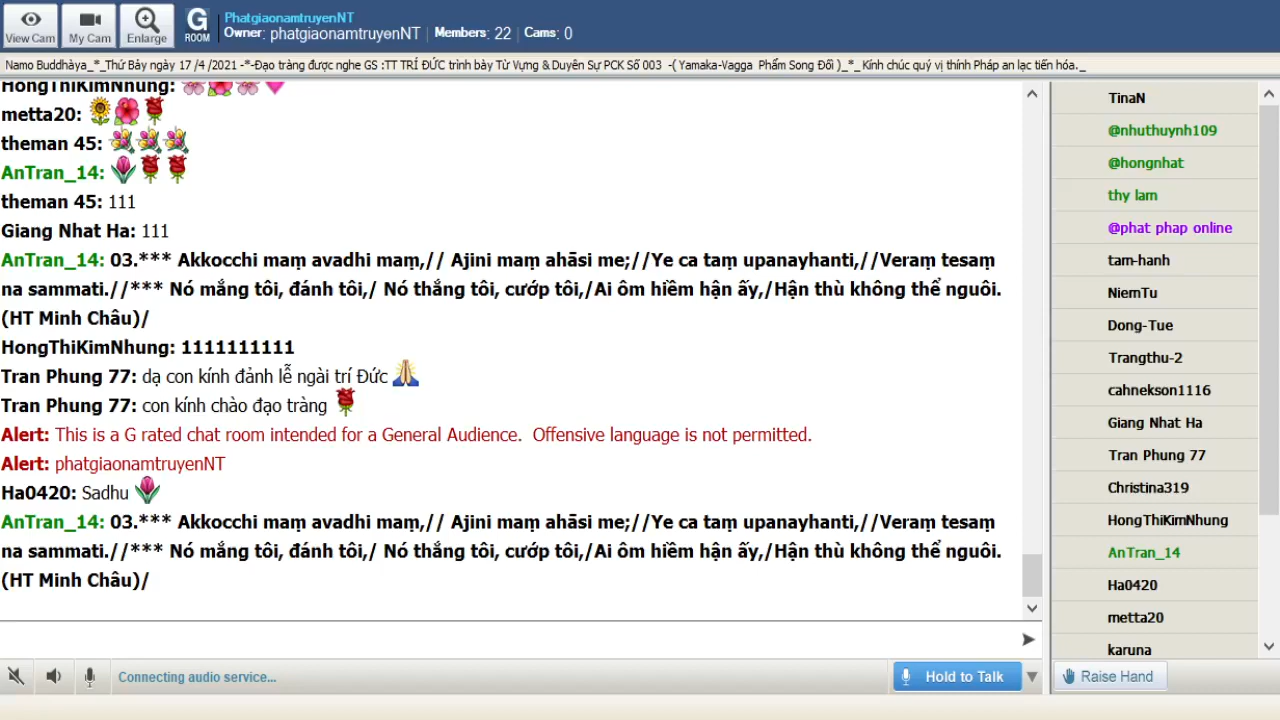 View Cam
My Cam
Enlarge
G
ROOM
PhatgiaonamtruyenNT
Owner: phatgiaonamtruyenNT | Members: 22 | Cams: 0
Namo Buddhàya_*_Thứ Bảy ngày 17 /4 /2021 -*-Đạo tràng được nghe GS :TT TRÍ ĐỨC trình bày Từ Vựng & Duyên Sự PCK Số 003 -( Yamaka-Vagga Phẩm Song Đối )_*_ Kính chúc quý vị thính Pháp an lạc tiến hóa._
HongThiKimNhung:
metta20:
theman 45:
AnTran_14:
theman 45: 111
Giang Nhat Ha: 111
AnTran_14: 03.*** Akkocchi maṃ avadhi maṃ,// Ajini maṃ ahāsi me;//Ye ca taṃ upanayhanti,//Veraṃ tesaṃ
na sammati.//*** Nó mắng tôi, đánh tôi,/ Nó thắng tôi, cướp tôi,/Ai ôm hiềm hận ấy,/Hận thù không thể nguôi.
(HT Minh Châu)/
HongThiKimNhung: 1111111111
Tran Phung 77: dạ con kính đảnh lễ ngài trí Đức
Tran Phung 77: con kính chào đạo tràng
Alert: This is a G rated chat room intended for a General Audience. Offensive language is not permitted.
Alert: phatgiaonamtruyenNT
Ha0420: Sadhu
AnTran_14: 03.*** Akkocchi maṃ avadhi maṃ,// Ajini maṃ ahāsi me;//Ye ca taṃ upanayhanti,//Veraṃ tesaṃ
na sammati.//*** Nó mắng tôi, đánh tôi,/ Nó thắng tôi, cướp tôi,/Ai ôm hiềm hận ấy,/Hận thù không thể nguôi.
(HT Minh Châu)/
Connecting audio service...
Hold to Talk
TinaN
@nhuthuynh109
@hongnhat
thy lam
@phat phap online
tam-hanh
NiemTu
Dong-Tue
Trangthu-2
cahnekson1116
Giang Nhat Ha
Tran Phung 77
Christina319
HongThiKimNhung
AnTran_14
Ha0420
metta20
karuna
Raise Hand